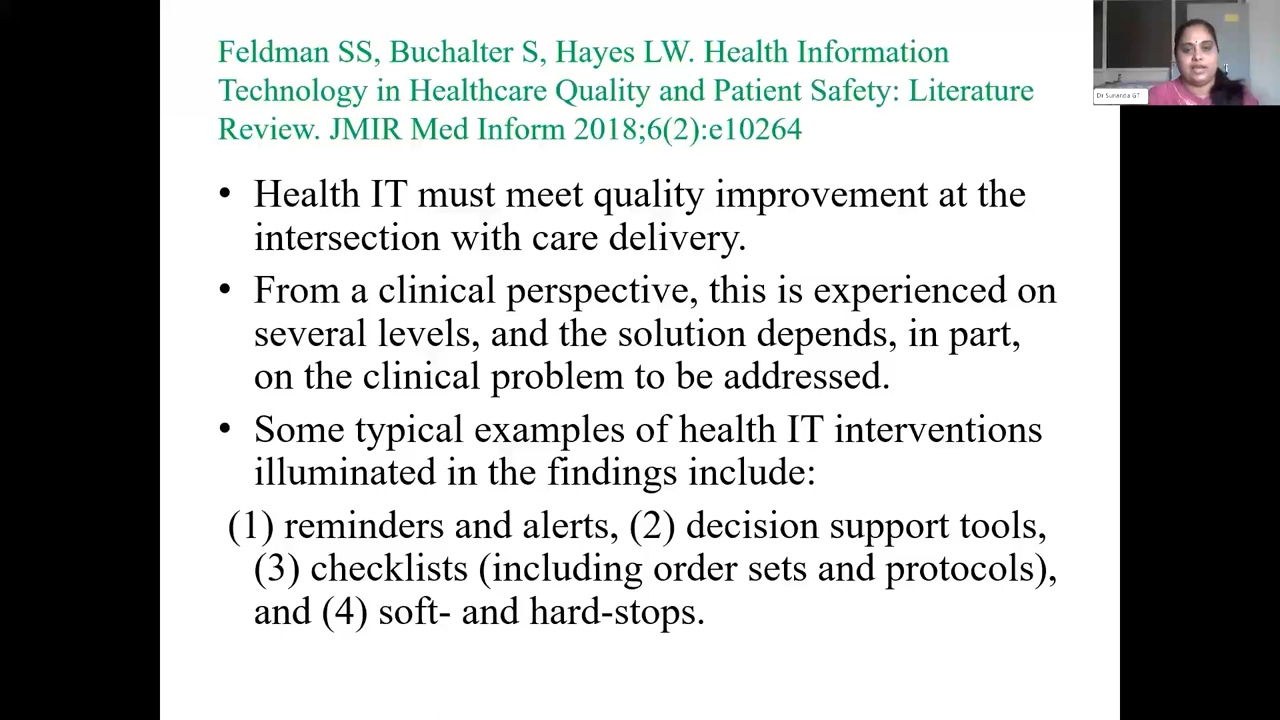 Feldman SS, Buchalter S, Hayes LW. Health Information
Technology in Healthcare Quality and Patient Safety: Literature
Review. JMIR Med Inform 2018;6(2):e10264
• Health IT must meet quality improvement at the
intersection with care delivery.
• From a clinical perspective, this is experienced on
several levels, and the solution depends, in part,
on the clinical problem to be addressed.
• Some typical examples of health IT interventions
illuminated in the findings include:
(1) reminders and alerts, (2) decision support tools,
(3) checklists (including order sets and protocols),
and (4) soft- and hard-stops.
Dr Sunanda GT